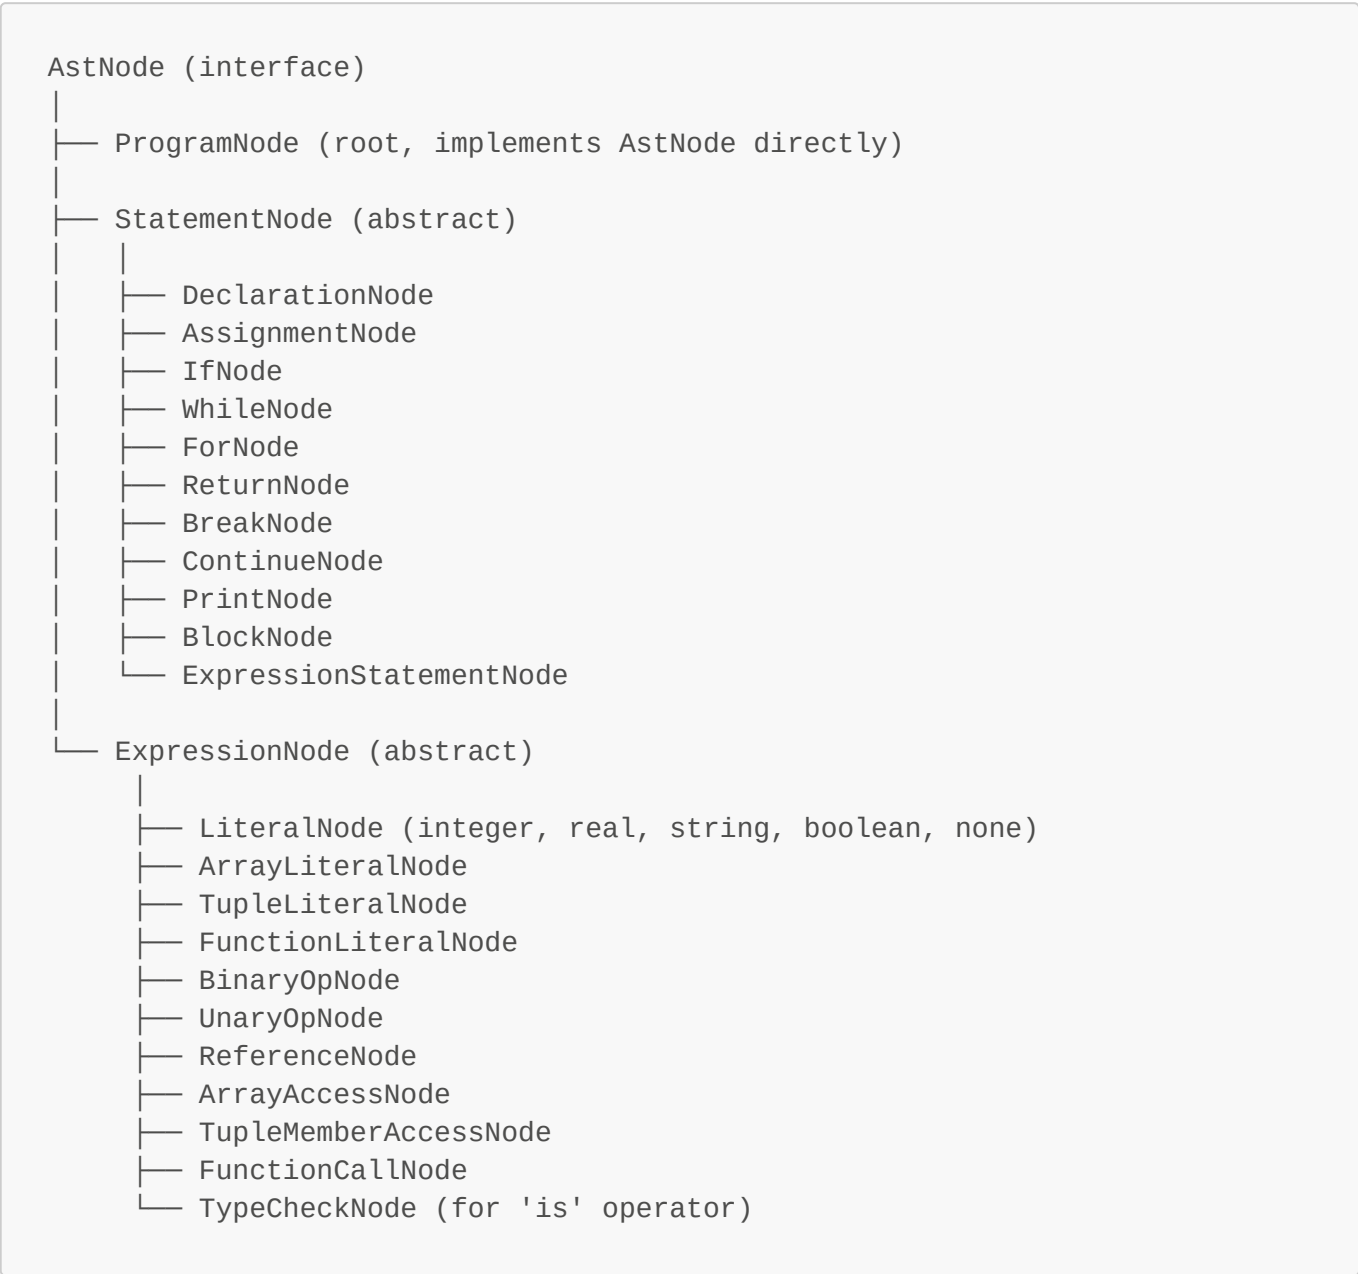 AstNode (interface)
│
├── ProgramNode (root, implements AstNode directly)
│
├── StatementNode (abstract)
│   │
│   ├── DeclarationNode
│   ├── AssignmentNode
│   ├── IfNode
│   ├── WhileNode
│   ├── ForNode
│   ├── ReturnNode
│   ├── BreakNode
│   ├── ContinueNode
│   ├── PrintNode
│   ├── BlockNode
│   └── ExpressionStatementNode
│
└── ExpressionNode (abstract)
     │
     ├── LiteralNode (integer, real, string, boolean, none)
     ├── ArrayLiteralNode
     ├── TupleLiteralNode
     ├── FunctionLiteralNode
     ├── BinaryOpNode
     ├── UnaryOpNode
     ├── ReferenceNode
     ├── ArrayAccessNode
     ├── TupleMemberAccessNode
     ├── FunctionCallNode
     └── TypeCheckNode (for 'is' operator)